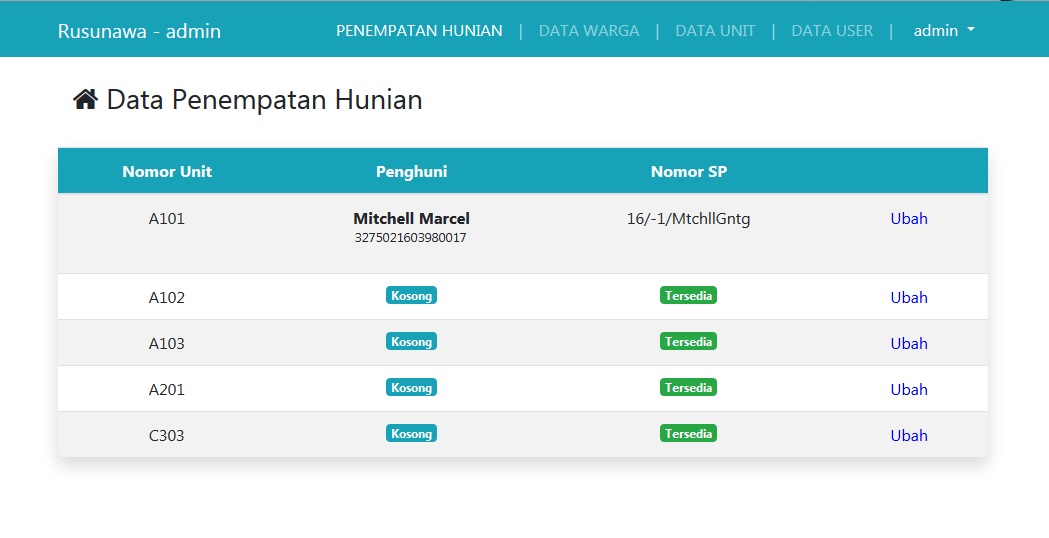 Rusunawa - admin PENEMPATAN HUNIAN | DATA WARGA | DATA UNIT | DATA USER | admin
Data Penempatan Hunian
Nomor Unit Penghuni Nomor SP
A101 Mitchell Marcel 16/-1/MtchllGntg Ubah
3275021603980017
A102 Kosong Tersedia Ubah
A103 Kosong Tersedia Ubah
A201 Kosong Tersedia Ubah
C303 Kosong Tersedia Ubah